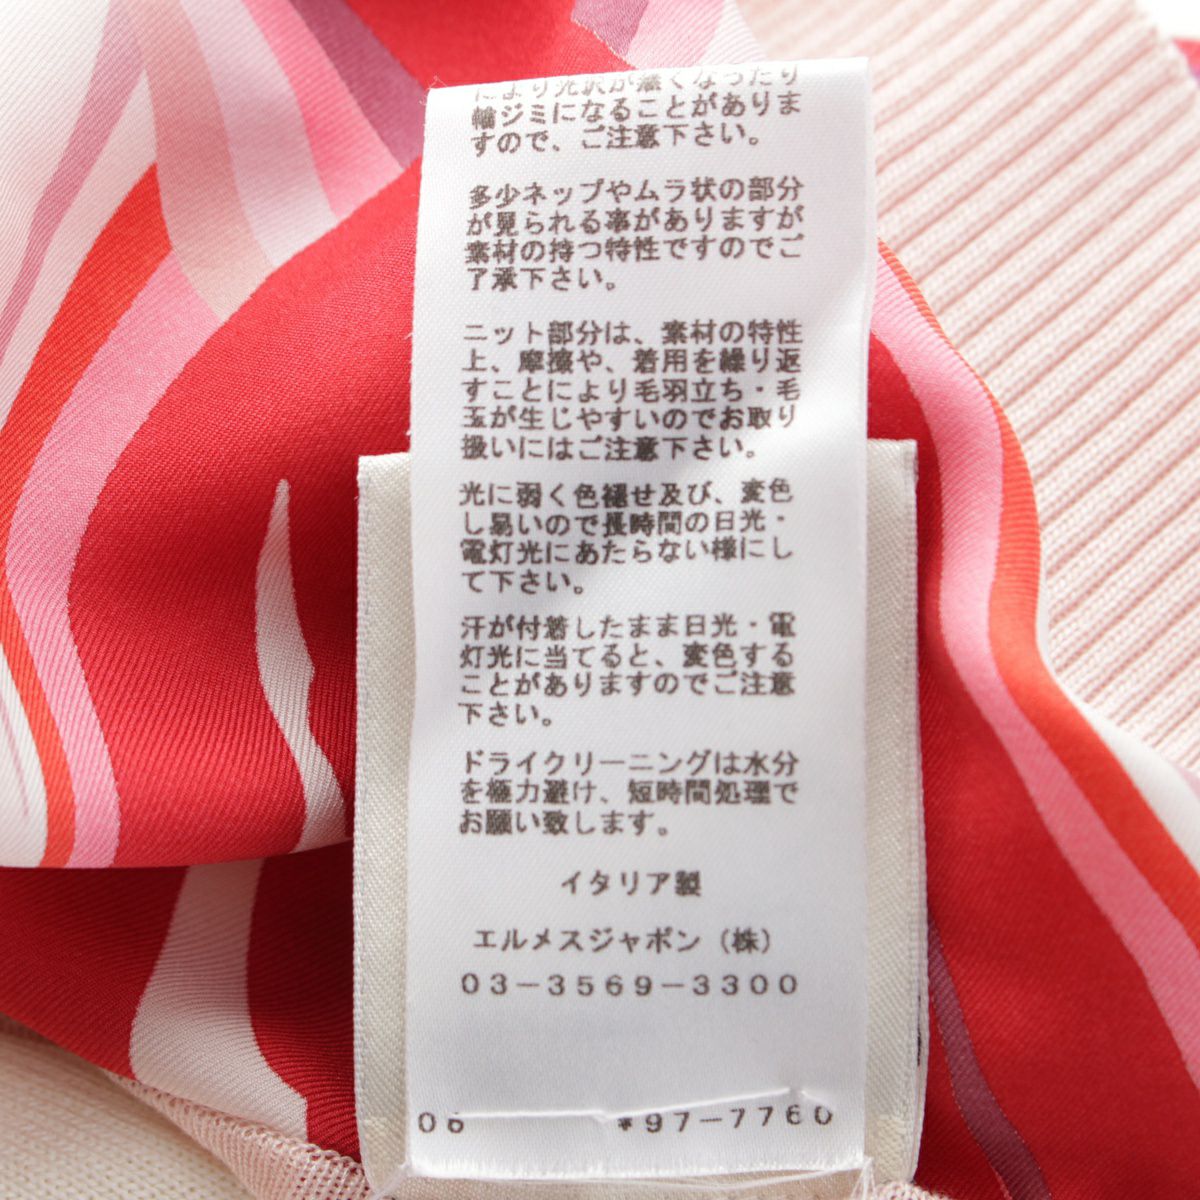 により光沢が無くなったり
輪ジミになることがありま
すので、ご注意下さい。
多少ネップやムラ状の部分
が見られる事がありますが
素材の持つ特性ですのでご
了承下さい。
ニット部分は、素材の特性
上、摩擦や、着用を繰り返
すことにより毛羽立ち・毛
玉が生じやすいのでお取り
扱いにはご注意下さい。
光に弱く色褪せ及び、変色
し易いので長時間の日光・
電灯光にあたらない様にし
て下さい。
汗が付着したまま日光・電
灯光に当てると、変色する
ことがありますのでご注意
下さい。
ドライクリーニングは水分
を極力避け、短時間処理で
お願い致します。
イタリア製
エルメスジャポン（株）
03-3569-3300
06 *97-7760